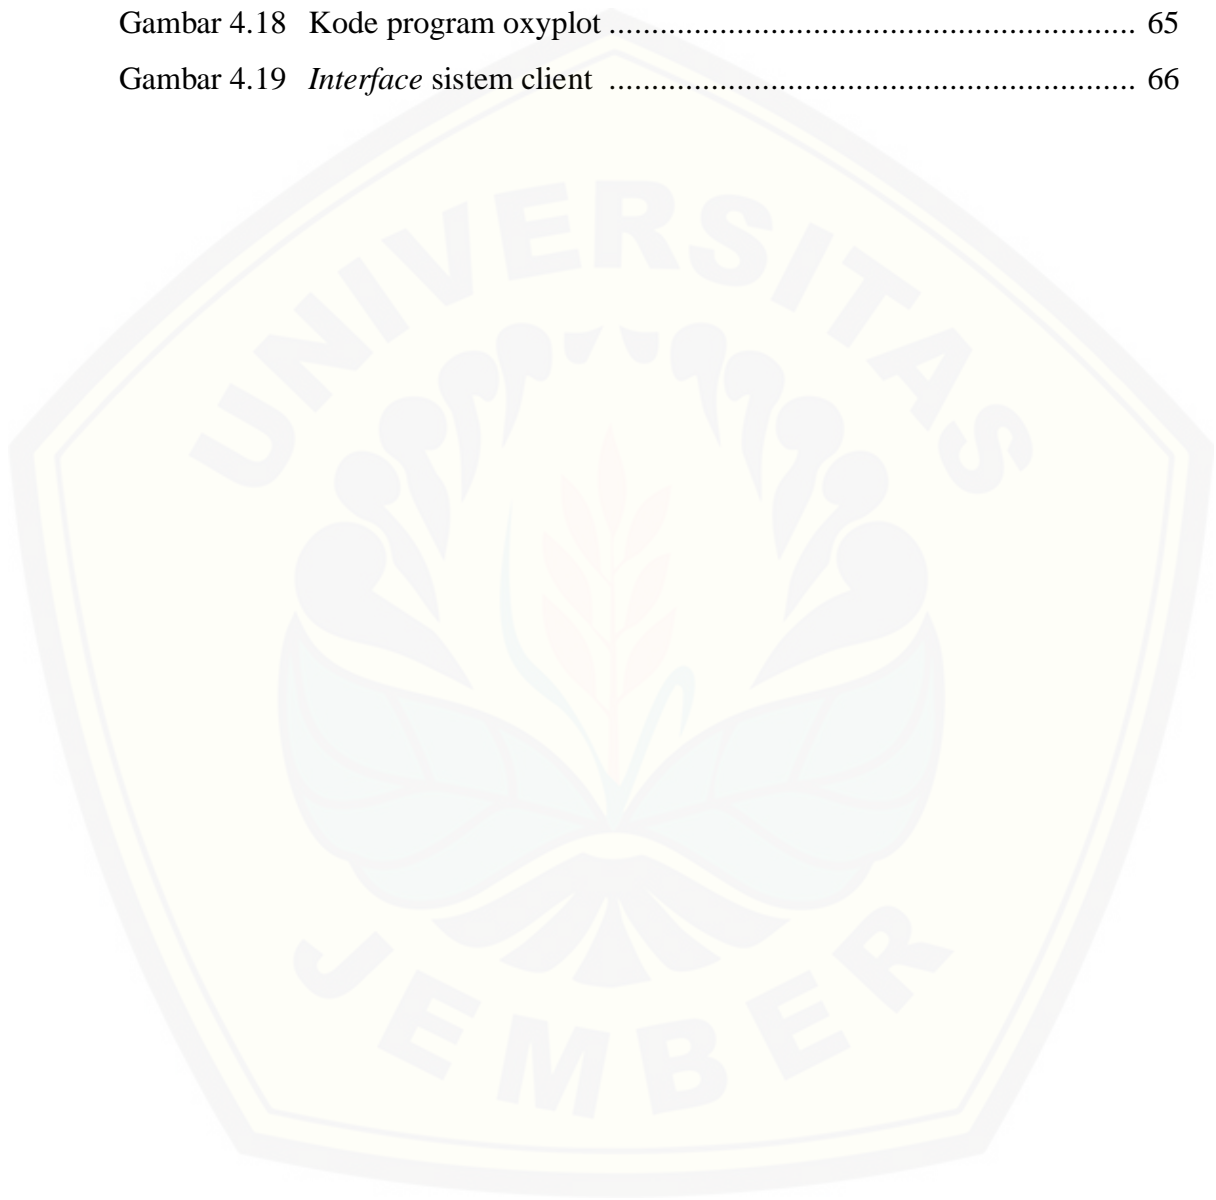 Gambar 4.18 Kode program oxyplot .............................................................. 65
Gambar 4.19 Interface sistem client .............................................................. 66
UNIVERSITAS
JEMBER